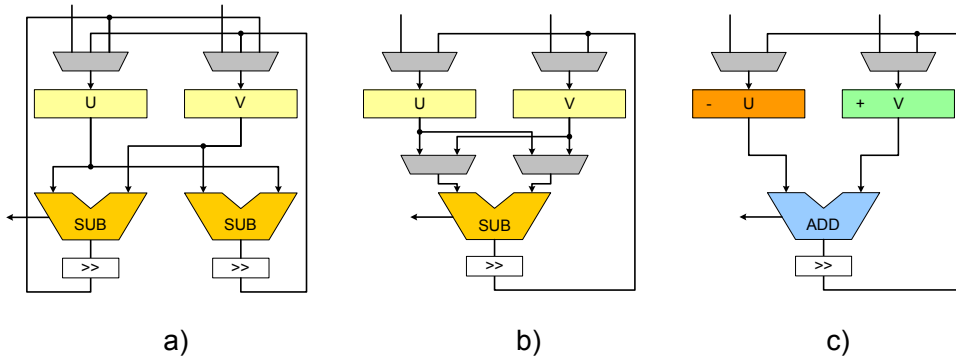 U V U V - U + V
SUB SUB SUB ADD
>> >> >> >>
a) b) c)